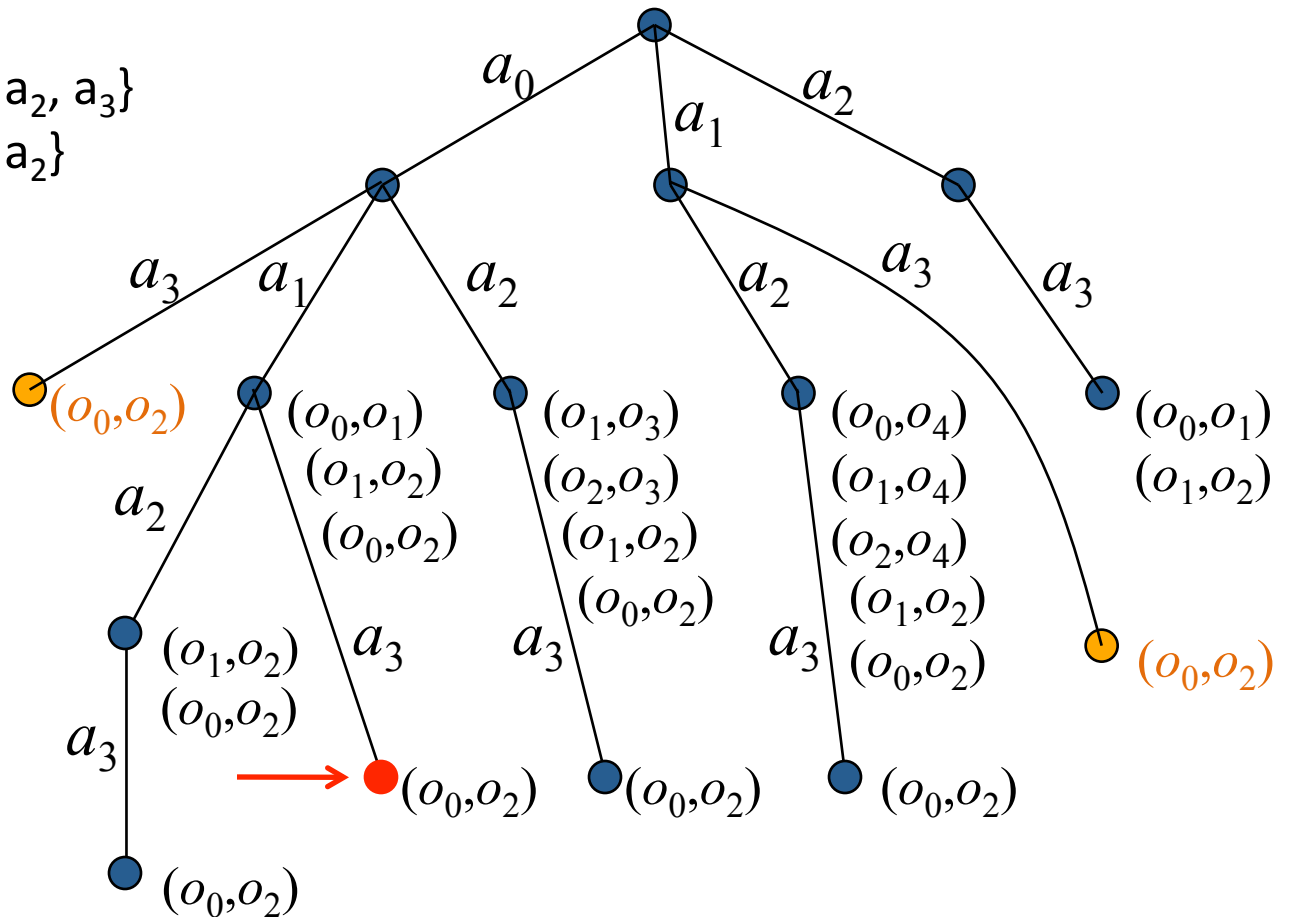 a₀
a₂, a₃}
a₂
a₁
a₂}
a₃
a₁
a₂
a₂
a₃
a₃
(o₀,o₂)
(o₀,o₁)
(o₁,o₂)
(o₀,o₂)
(o₁,o₃)
(o₂,o₃)
(o₁,o₂)
(o₀,o₂)
(o₀,o₄)
(o₁,o₄)
(o₂,o₄)
(o₁,o₂)
(o₀,o₂)
(o₀,o₁)
(o₁,o₂)
a₂
a₃
a₃
a₃
(o₁,o₂)
(o₀,o₂)
(o₀,o₂)
a₃
(o₀,o₂)
(o₀,o₂)
(o₀,o₂)
(o₀,o₂)